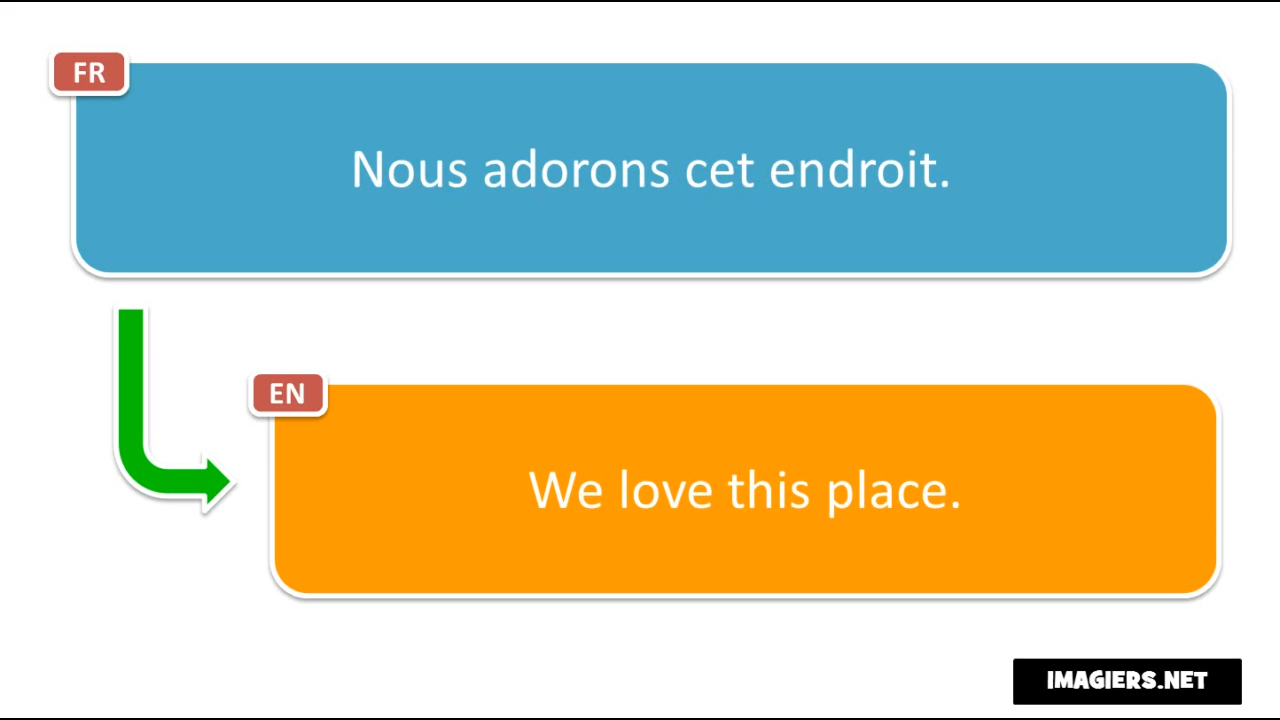 FR
Nous adorons cet endroit.
EN
We love this place.
IMAGIERS.NET